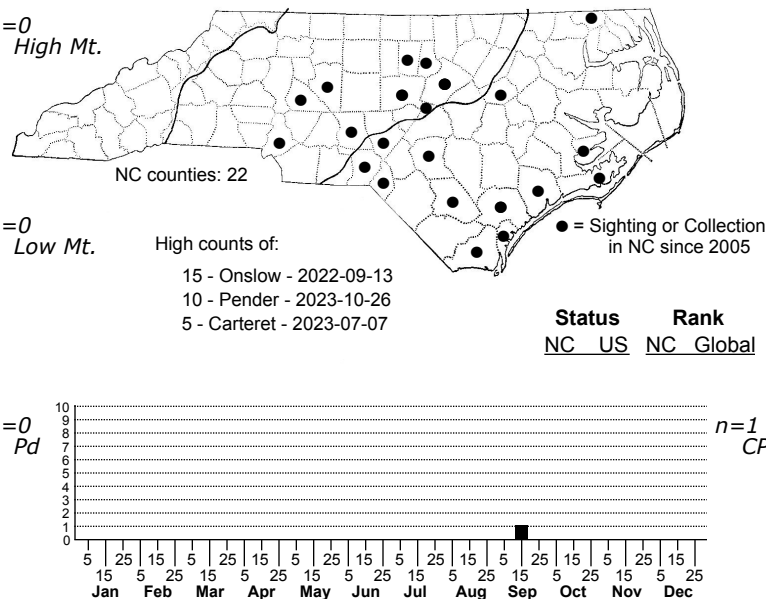 =0
High Mt.
NC counties: 22
=0
Low Mt.
High counts of:
15 - Onslow - 2022-09-13
10 - Pender - 2023-10-26
5 - Carteret - 2023-07-07
● = Sighting or Collection
in NC since 2005
Status Rank
NC US NC Global
=0
Pd
10
9
8
7
6
5
4
3
2
1
0
n=1
CP
5 25 15 5 25 15 5 25 15 5 25 15 5 25 15 5 25 15
15 5 25 15 5 25 15 5 25 15 5 25 15 5 25 15 5 25
Jan Feb Mar Apr May Jun Jul Aug Sep Oct Nov Dec